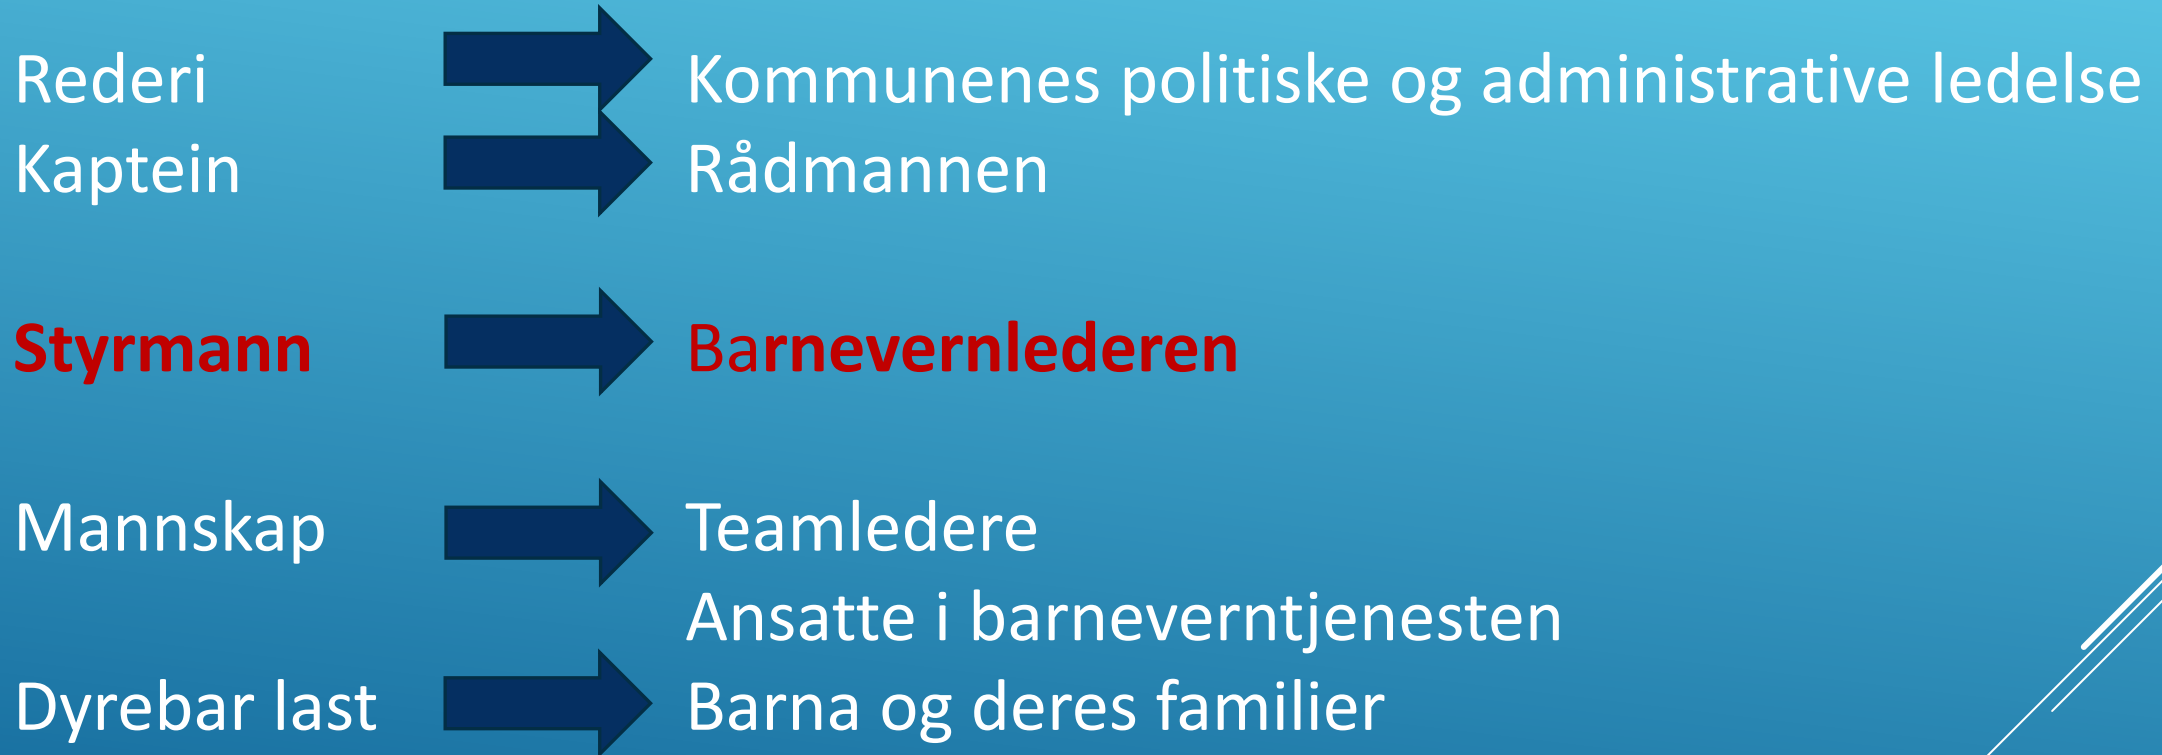 Rederi Kommunenes politiske og administrative ledelse
Kaptein Rådmannen
Styrmann Barnevernlederen
Mannskap Teamledere
Ansatte i barneverntjenesten
Dyrebar last Barna og deres familier